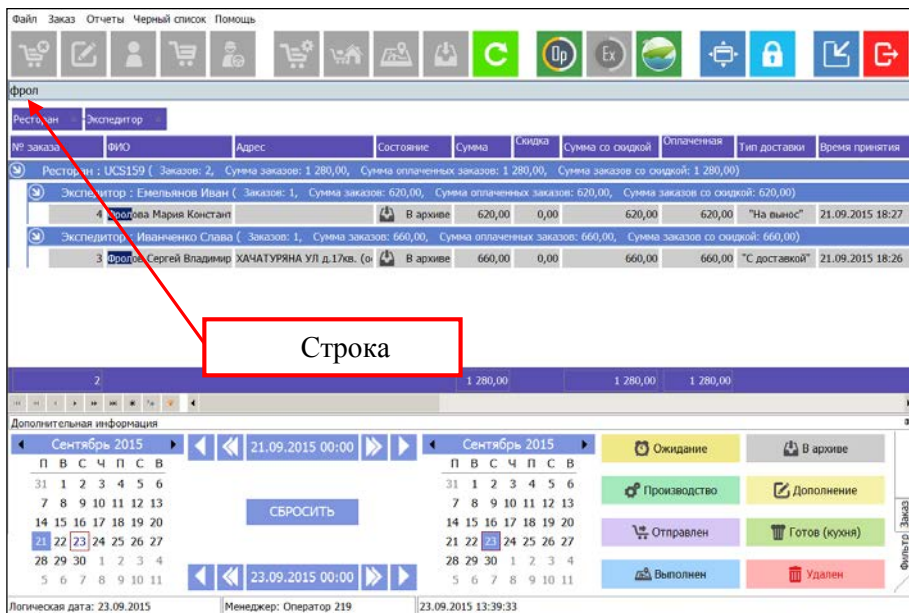 Файл Заказ Отчеты Черный список Помощь
Op Ex
фрол
Ресторан Экспедитор
№ заказа ФИО Адрес Состояние Сумма Скидка Сумма со скидкой Оплаченная Тип доставки Время принятия
Ресторан : UCS159 ( Заказов: 2, Сумма заказов: 1 280,00, Сумма оплаченных заказов: 1 280,00, Сумма заказов со скидкой: 1 280,00)
Экспедитор : Емельянов Иван ( Заказов: 1, Сумма заказов: 620,00, Сумма оплаченных заказов: 620,00, Сумма заказов со скидкой: 620,00)
4 Фролова Мария Констант В архиве 620,00 0,00 620,00 620,00 "На вынос" 21.09.2015 18:27
Экспедитор : Иванченко Слава ( Заказов: 1, Сумма заказов: 660,00, Сумма оплаченных заказов: 660,00, Сумма заказов со скидкой: 660,00)
3 Фролов Сергей Владимир ХАЧАТУРЯНА УЛ д.17кв. (о В архиве 660,00 0,00 660,00 660,00 "С доставкой" 21.09.2015 18:26
Строка
2 1 280,00 1 280,00 1 280,00
Дополнительная информация
Сентябрь 2015 21.09.2015 00:00 Сентябрь 2015 Ожидание В архиве
П В С Ч П С В П В С Ч П С В
31 1 2 3 4 5 6 31 1 2 3 4 5 6 Производство Дополнение
7 8 9 10 11 12 13 СБРОСИТЬ 7 8 9 10 11 12 13
14 15 16 17 18 19 20 14 15 16 17 18 19 20
21 22 23 24 25 26 27 21 22 23 24 25 26 27 Отправлен Готов (кухня)
28 29 30 1 2 3 4 28 29 30 1 2 3 4
5 6 7 8 9 10 11 23.09.2015 00:00 5 6 7 8 9 10 11 Выполнен Удален
Заказ
Фильтр
Логическая дата: 23.09.2015 Менеджер: Оператор 219 23.09.2015 13:39:33